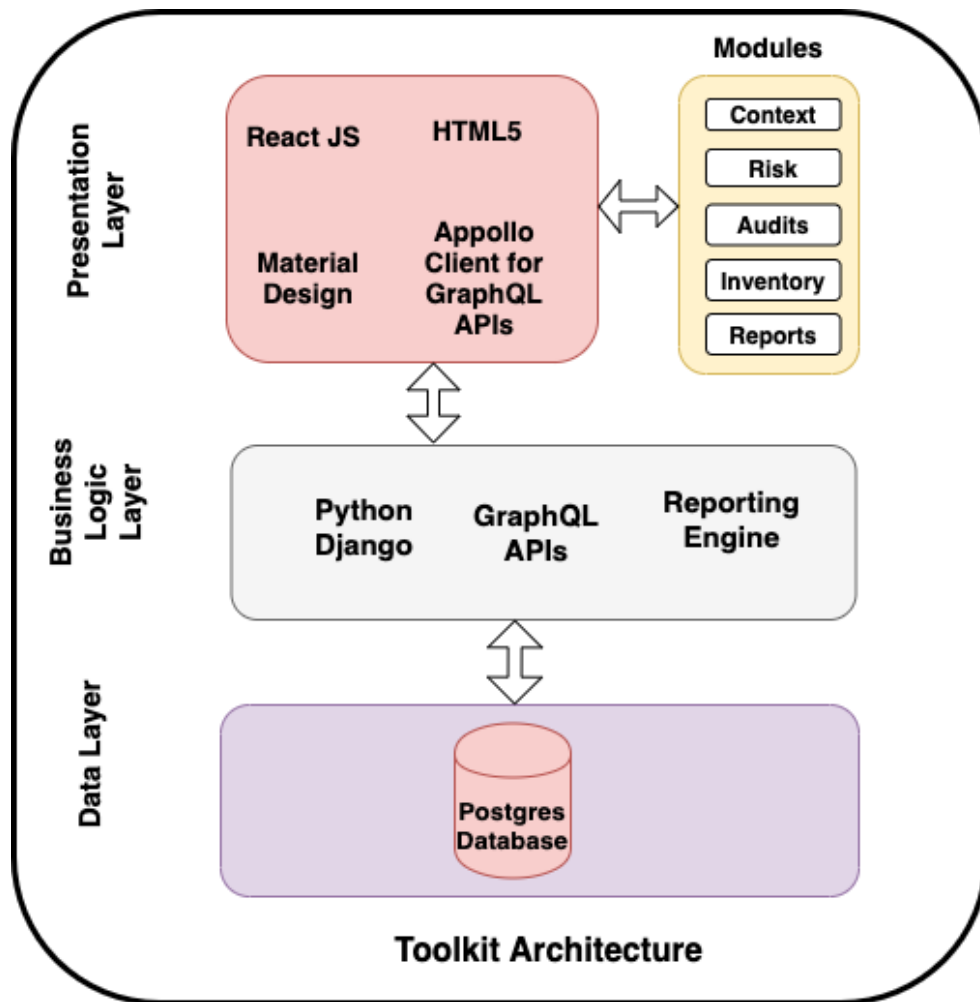 Modules
Presentation
Layer
React JS
HTML5
Material
Design
Appollo
Client for
GraphQL
APIs
Context
Risk
Audits
Inventory
Reports
Business
Logic
Layer
Python
Django
GraphQL
APIs
Reporting
Engine
Data Layer
Postgres
Database
Toolkit Architecture